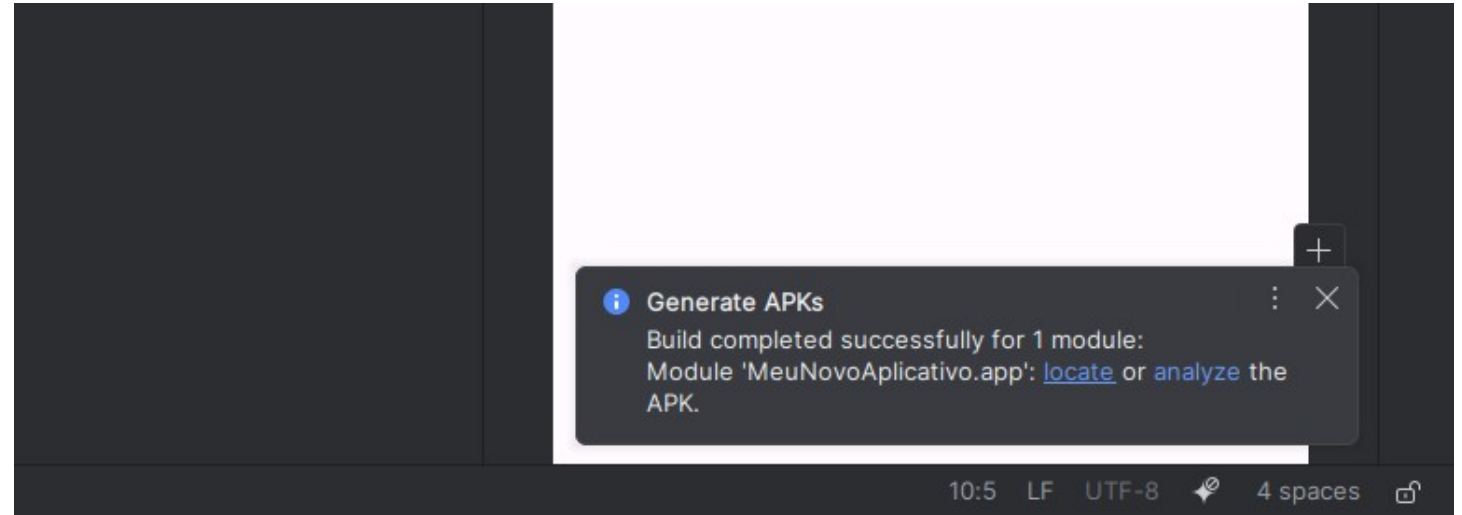 Generate APKs
Build completed successfully for 1 module:
Module 'MeuNovoAplicativo.app': locate or analyze the
APK.
10:5 LF UTF-8 4 spaces